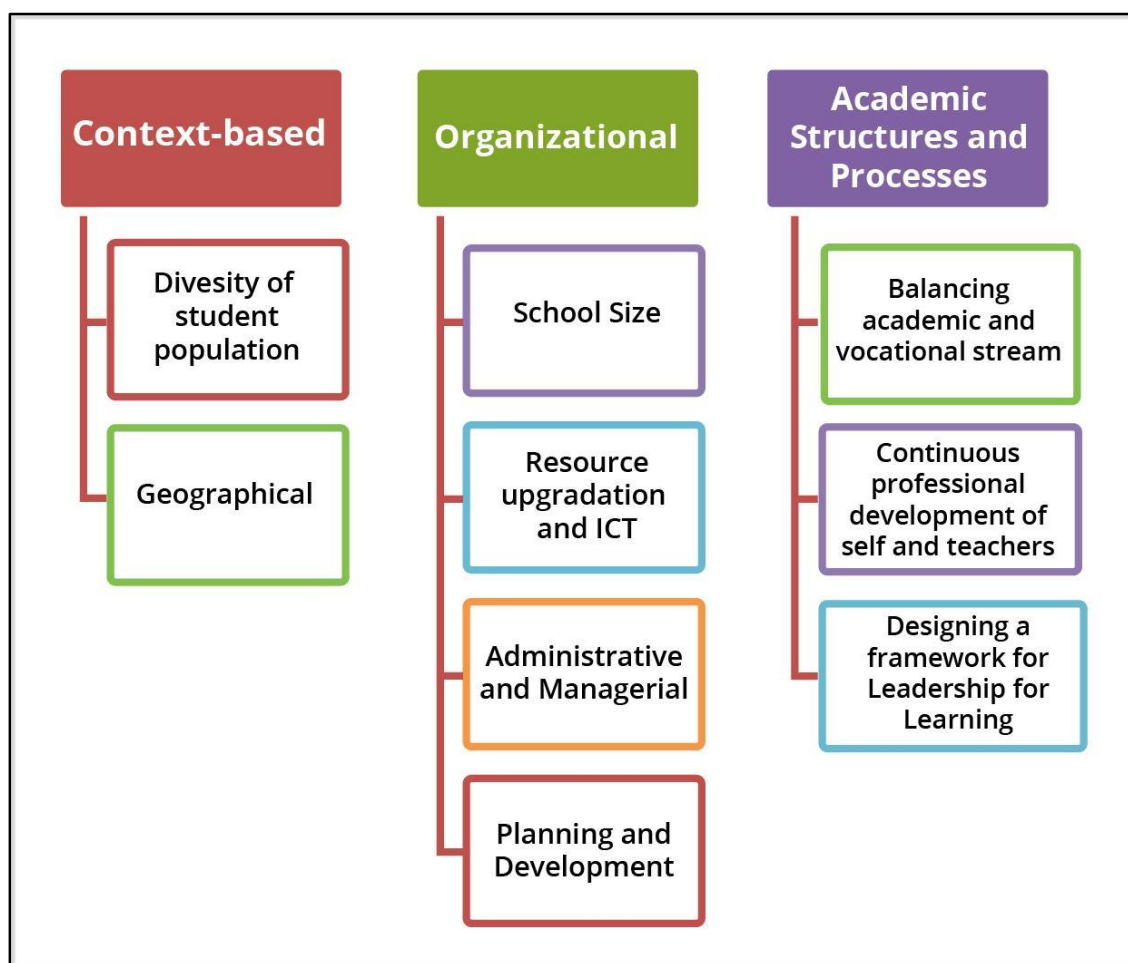 Context-based
Divesity of
student
population
Geographical
Organizational
School Size
Resource
upgradation
and ICT
Administrative
and Managerial
Planning and
Development
Academic
Structures and
Processes
Balancing
academic and
vocational stream
Continuous
professional
development of
self and teachers
Designing a
framework for
Leadership for
Learning